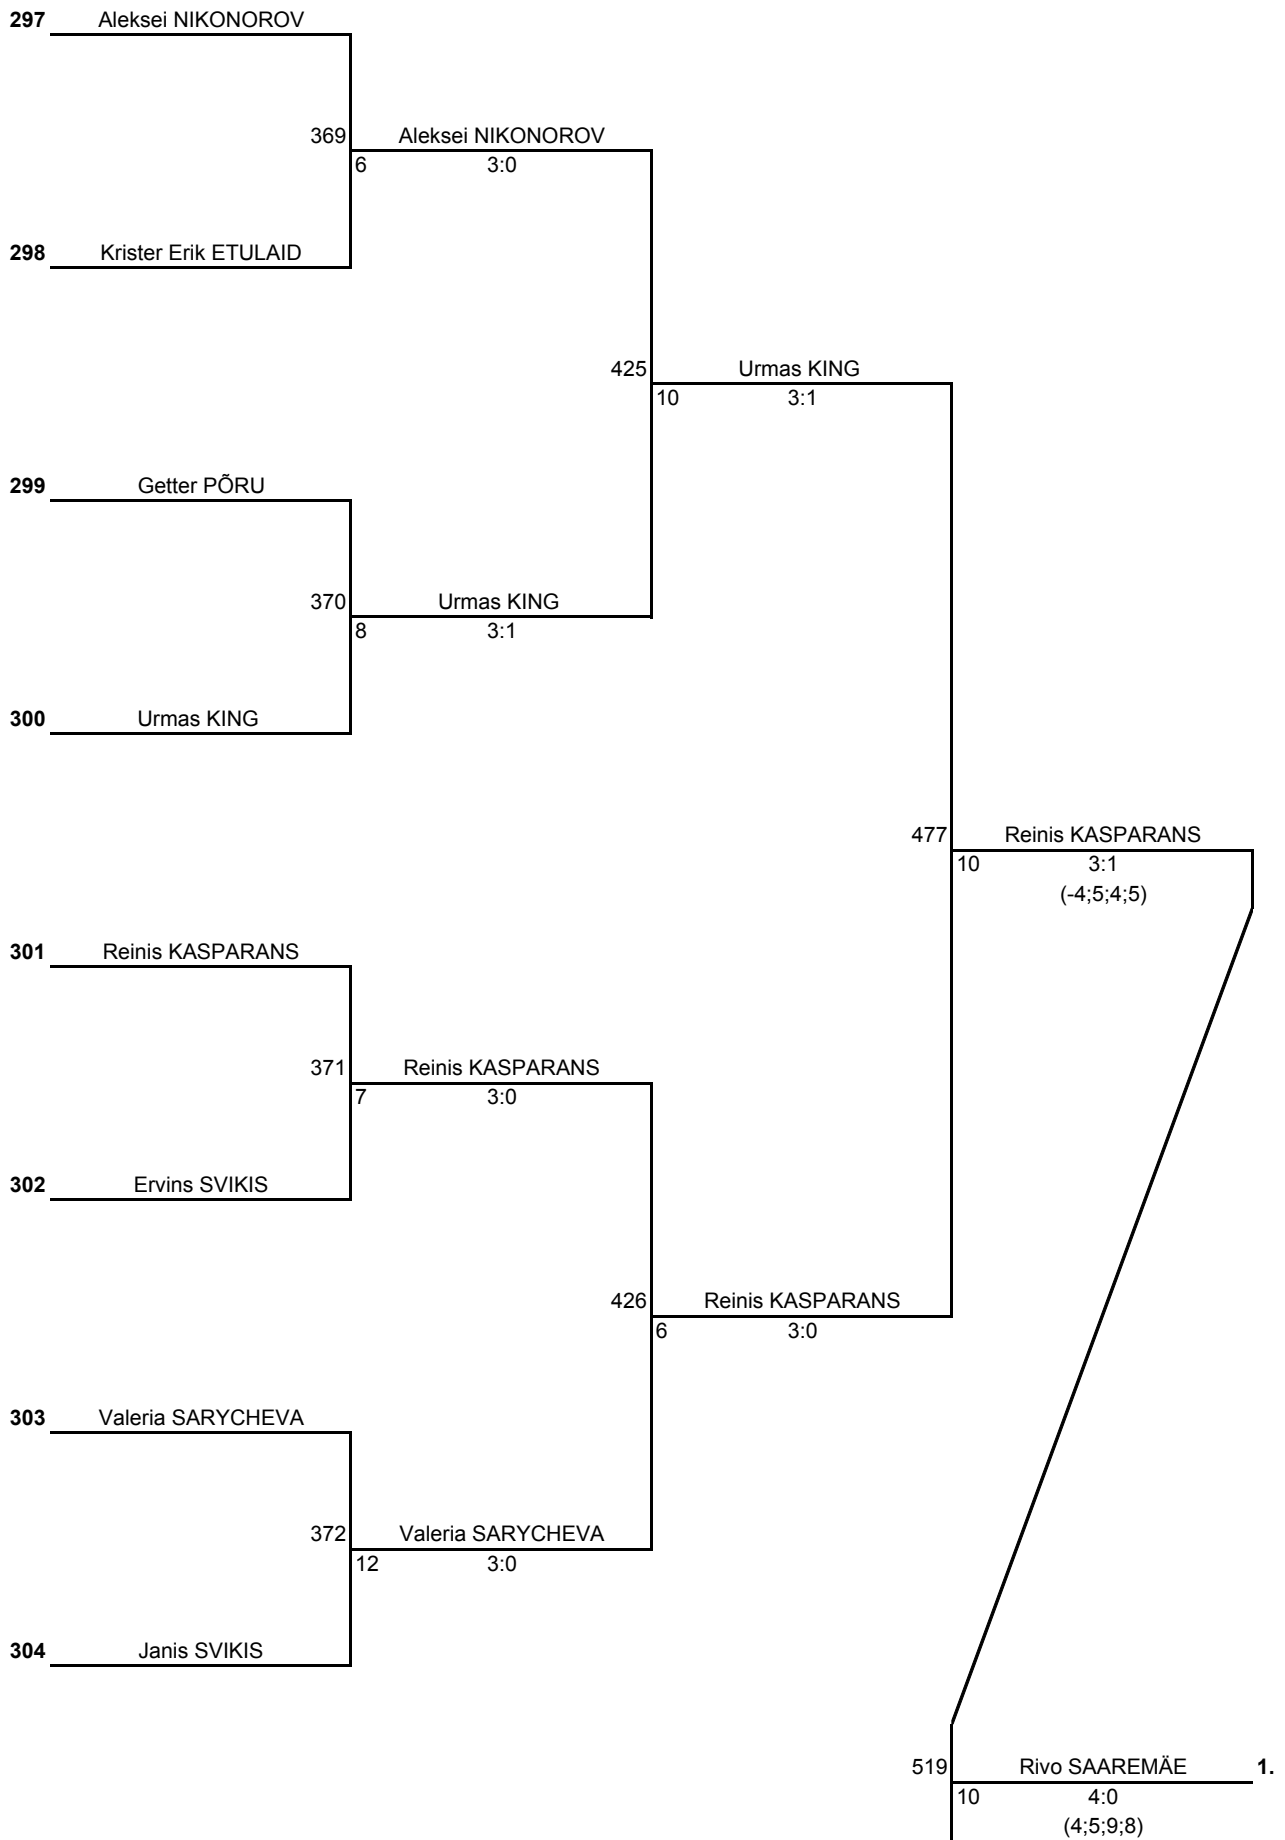 297 Aleksei NIKONOROV
369 Aleksei NIKONOROV
6 3:0
298 Krister Erik ETULAID
425 Urmas KING
10 3:1
299 Getter PÕRU
370 Urmas KING
8 3:1
300 Urmas KING
477 Reinis KASPARANS
10 3:1
(-4;5;4;5)
301 Reinis KASPARANS
371 Reinis KASPARANS
7 3:0
302 Ervins SVIKIS
426 Reinis KASPARANS
6 3:0
303 Valeria SARYCHEVA
372 Valeria SARYCHEVA
12 3:0
304 Janis SVIKIS
519 Rivo SAAREMÄE 1.
10 4:0
(4;5;9;8)